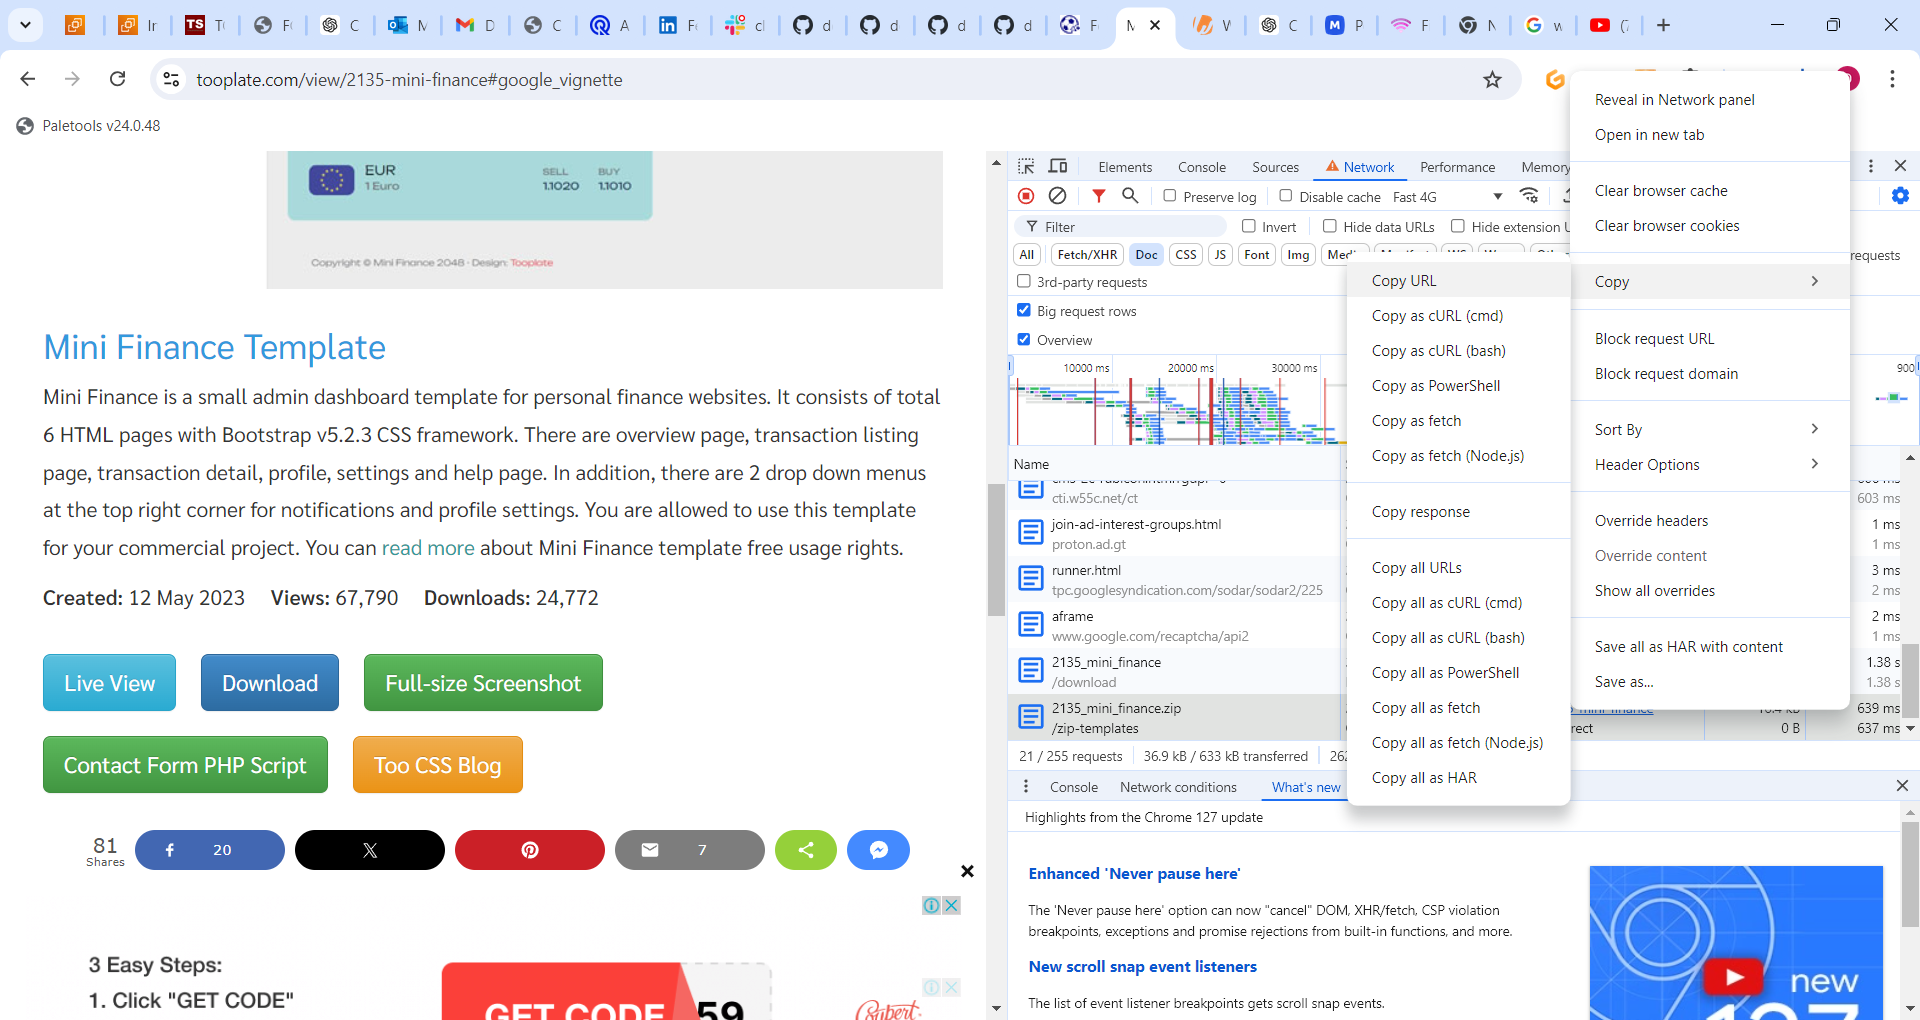 Ir
TS
T
F
C
M
D
C
A
Fe
cl
d
d
d
d
F
M
W
C
P
F
N
w
(7
tooplate.com/view/2135-mini-finance#google_vignette
Paletools v24.0.48
EUR
1 Euro
SELL
1.1020
BUY
1.1010
Copyright © Mini Finance 2048 - Design: Tooplate
Mini Finance Template
Mini Finance is a small admin dashboard template for personal finance websites. It consists of total
6 HTML pages with Bootstrap v5.2.3 CSS framework. There are overview page, transaction listing
page, transaction detail, profile, settings and help page. In addition, there are 2 drop down menus
at the top right corner for notifications and profile settings. You are allowed to use this template
for your commercial project. You can read more about Mini Finance template free usage rights.
Created: 12 May 2023 Views: 67,790 Downloads: 24,772
Live View
Download
Full-size Screenshot
Contact Form PHP Script
Too CSS Blog
81
Shares
20
7
3 Easy Steps:
1. Click "GET CODE"
GET CODE
59
Elements
Console
Sources
Network
Performance
Memory
Preserve log
Disable cache
Fast 4G
Filter
Invert
Hide data URLs
Hide extension U
All
Fetch/XHR
Doc
CSS
JS
Font
Img
Medi
requests
3rd-party requests
Big request rows
Overview
10000 ms
20000 ms
30000 ms
900
Name
cti.w55c.net/ct
603 ms
join-ad-interest-groups.html
proton.ad.gt
1 ms
1 ms
runner.html
tpc.googlesyndication.com/sodar/sodar2/225
3 ms
2 ms
aframe
www.google.com/recaptcha/api2
2 ms
1 ms
2135_mini_finance
/download
1.38 s
1.38 s
2135_mini_finance.zip
/zip-templates
rect
0 B
639 ms
637 ms
21 / 255 requests
36.9 kB / 633 kB transferred
262
Console
Network conditions
What's new
Highlights from the Chrome 127 update
Enhanced 'Never pause here'
The 'Never pause here' option can now "cancel" DOM, XHR/fetch, CSP violation
breakpoints, exceptions and promise rejections from built-in functions, and more.
New scroll snap event listeners
The list of event listener breakpoints gets scroll snap events.
new
127
Copy URL
Copy as cURL (cmd)
Copy as cURL (bash)
Copy as PowerShell
Copy as fetch
Copy as fetch (Node.js)
Copy response
Copy all URLs
Copy all as cURL (cmd)
Copy all as cURL (bash)
Copy all as PowerShell
Copy all as fetch
Copy all as fetch (Node.js)
Copy all as HAR
Reveal in Network panel
Open in new tab
Clear browser cache
Clear browser cookies
Copy
Block request URL
Block request domain
Sort By
Header Options
Override headers
Override content
Show all overrides
Save all as HAR with content
Save as...